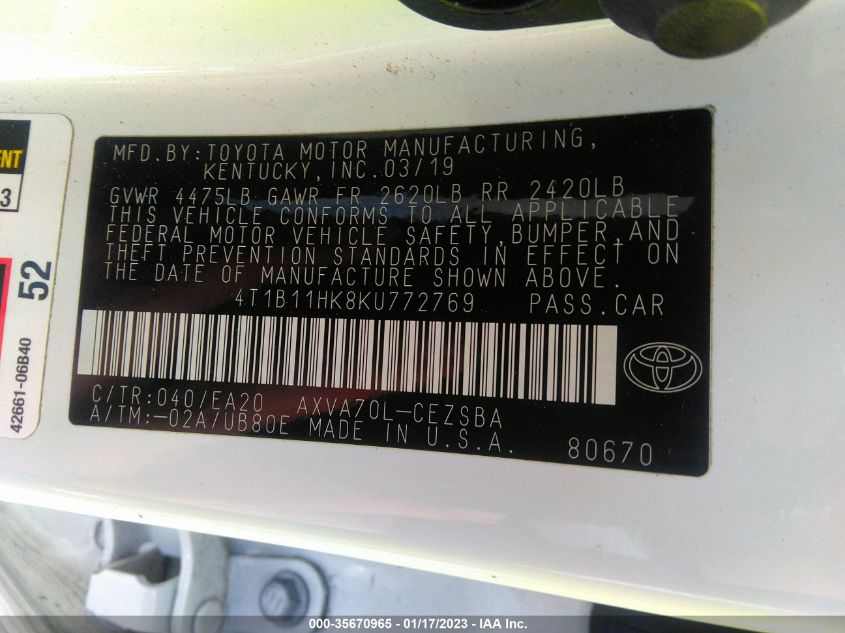 MFD.BY:TOYOTA MOTOR MANUFACTURING,
KENTUCKY,INC.03/19
GVWR 4475LB GAWR FR 2620LB RR 2420LB
THIS VEHICLE CONFORMS TO ALL APPLICABLE
FEDERAL MOTOR VEHICLE SAFETY,BUMPER,AND
THEFT PREVENTION STANDARDS IN EFFECT ON
THE DATE OF MANUFACTURE SHOWN ABOVE.
4T1B11HK8KU772769 PASS.CAR
C/TR:040/EA20 AXVA70L-CEZSBA
A/TM:-02A/UB80E MADE IN U.S.A. 80670
ENT
3
52
42661-06B40
000-35670965 - 01/17/2023 - IAA Inc.